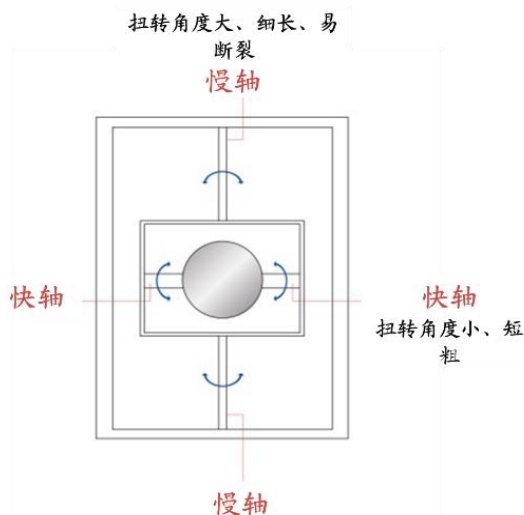 扭转角度大、细长、易
断裂
慢轴
快轴
快轴
扭转角度小、短
粗
慢轴